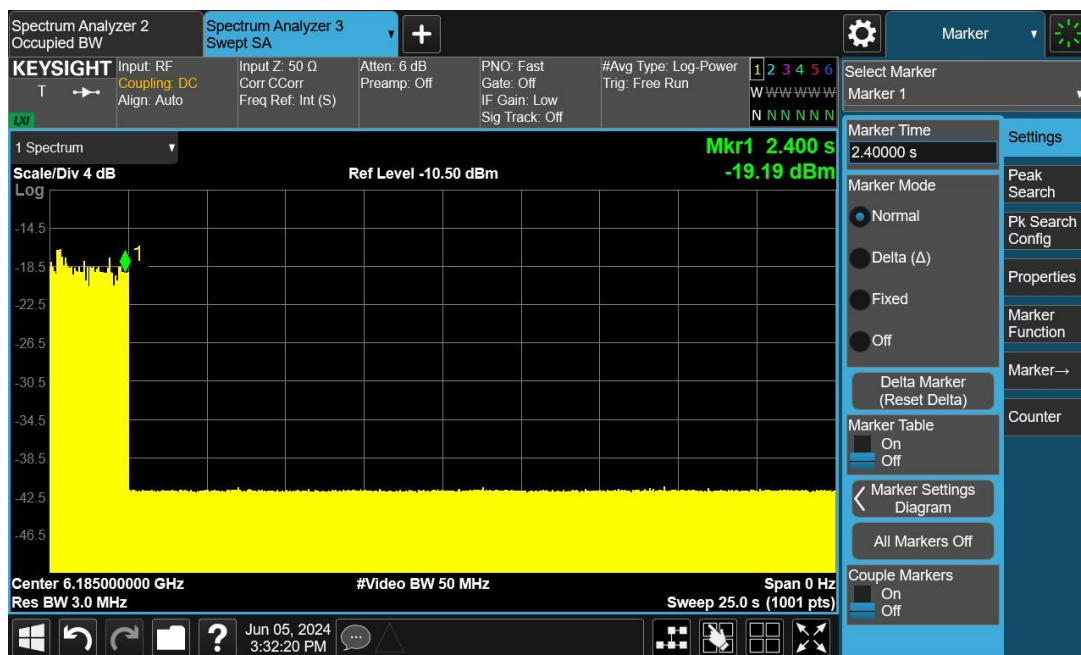 Spectrum Analyzer 2
Occupied BW
Spectrum Analyzer 3
Swept SA
+
Marker
KEYSIGHT
T
LXI
Input: RF
Coupling: DC
Align: Auto
Input Z: 50 Ω
Corr CCorr
Freq Ref: Int (S)
Atten: 6 dB
Preamp: Off
PNO: Fast
Gate: Off
IF Gain: Low
Sig Track: Off
#Avg Type: Log-Power
Trig: Free Run
1 2 3 4 5 6
W W W W W W
N N N N N N
Select Marker
Marker 1
1 Spectrum
Mkr1 2.400 s
-19.19 dBm
Scale/Div 4 dB
Ref Level -10.50 dBm
Log
-14.5
-18.5
-22.5
-26.5
-30.5
-34.5
-38.5
-42.5
-46.5
1
Center 6.185000000 GHz
#Video BW 50 MHz
Span 0 Hz
Res BW 3.0 MHz
Sweep 25.0 s (1001 pts)
Marker Time
2.40000 s
Marker Mode
Normal
Delta (Δ)
Fixed
Off
Delta Marker
(Reset Delta)
Marker Table
On
Off
Marker Settings
Diagram
All Markers Off
Couple Markers
On
Off
Settings
Peak
Search
Pk Search
Config
Properties
Marker
Function
Marker→
Counter
?
Jun 05, 2024
3:32:20 PM